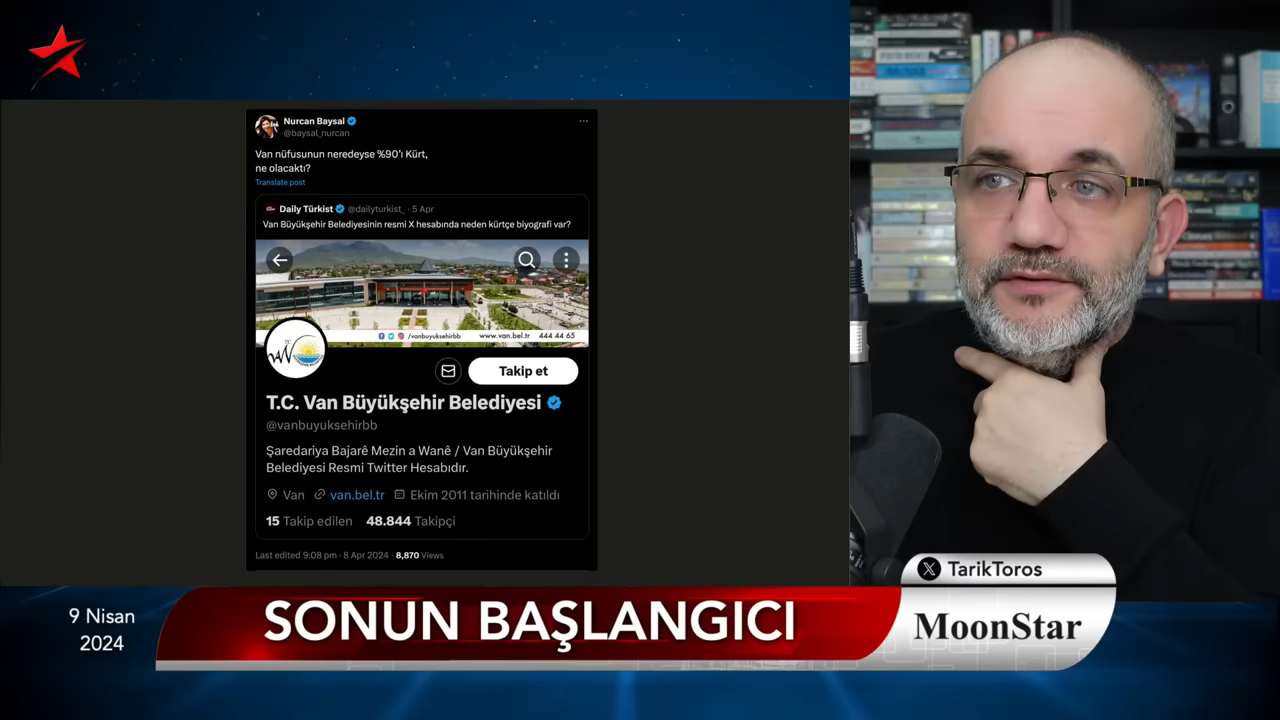 Nurcan Baysal
@baysal_nurcan
Van nüfusunun neredeyse %90'ı Kürt,
ne olacaktı?
Translate post
Daily Türkist @dailyturkist_ · 5 Apr
Van Büyükşehir Belediyesinin resmi X hesabında neden kürtçe biyografi var?
/vanbuyuksehirbb www.van.bel.tr 444 44 65
T.C.
VAN
Takip et
T.C. Van Büyükşehir Belediyesi
@vanbuyuksehirbb
Şaredariya Bajarê Mezin a Wanê / Van Büyükşehir
Belediyesi Resmi Twitter Hesabıdır.
Van van.bel.tr Ekim 2011 tarihinde katıldı
15 Takip edilen 48.844 Takipçi
Last edited 9:08 pm · 8 Apr 2024 · 8,870 Views
TarikToros
MoonStar
9 Nisan
2024
SONUN BAŞLANGICI